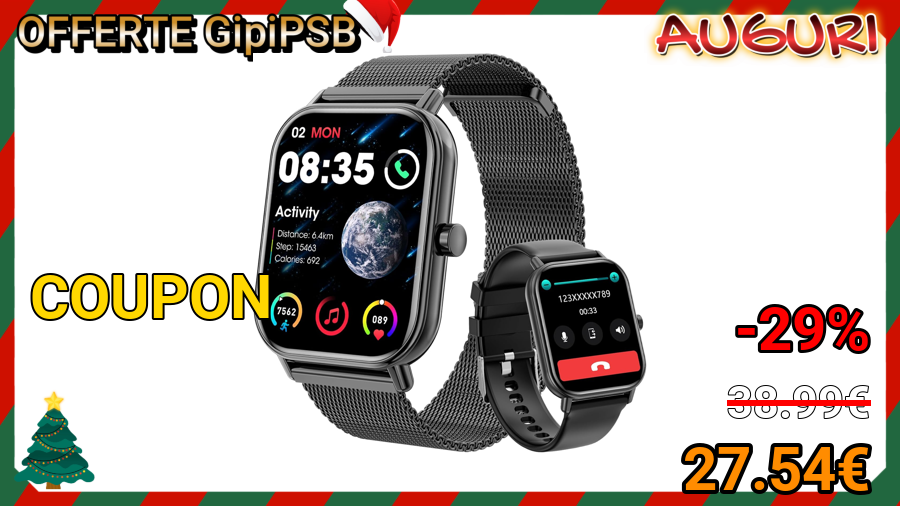 OFFERTE GipiPSB
AUGURI
02 MON
08:35
Activity
Distance: 6.4km
Step: 15463
Calories: 692
7562
089
COUPON
123XXXXX789
00:33
-29%
38.99€
27.54€